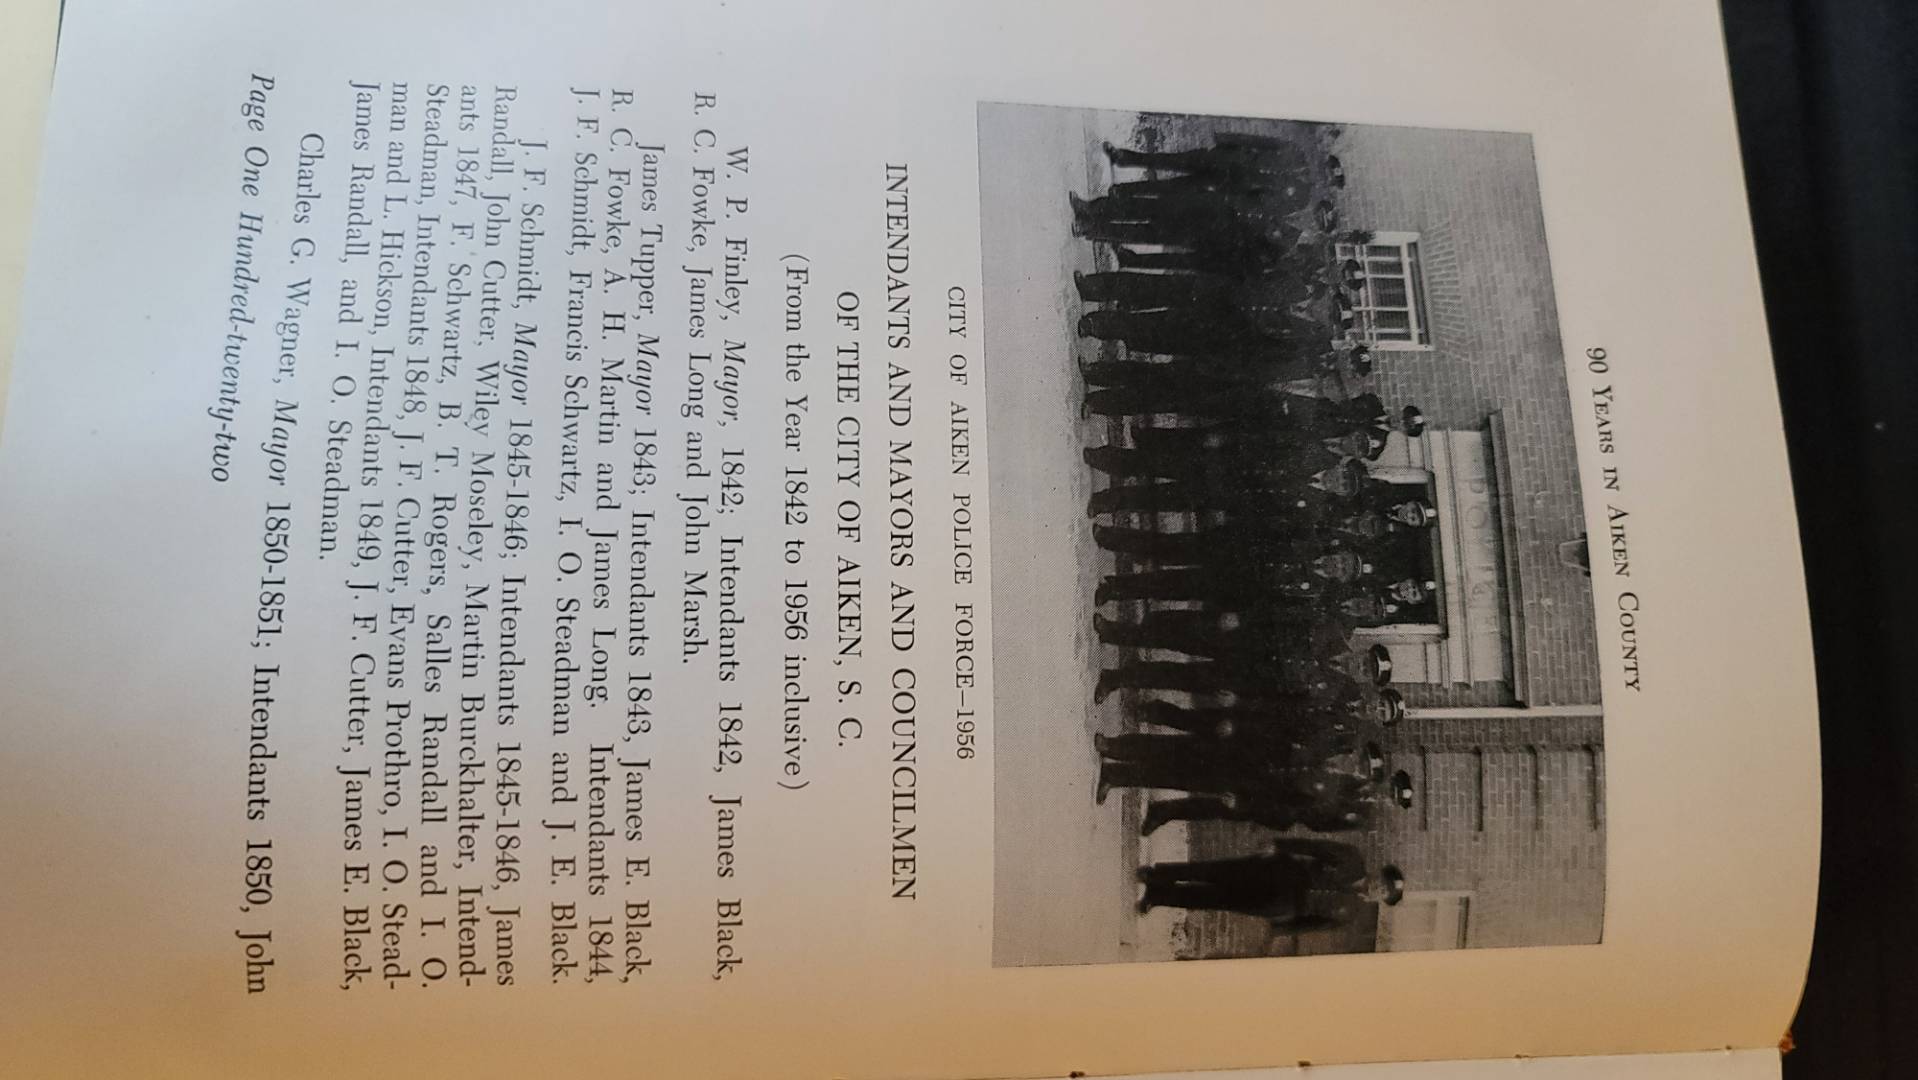 90 Years in Aiken County
POLICE
CITY OF AIKEN POLICE FORCE—1956
INTENDANTS AND MAYORS AND COUNCILMEN
OF THE CITY OF AIKEN, S. C.
(From the Year 1842 to 1956 inclusive)
W. P. Finley, Mayor, 1842; Intendants 1842, James Black,
R. C. Fowke, James Long and John Marsh.
James Tupper, Mayor 1843; Intendants 1843, James E. Black,
R. C. Fowke, A. H. Martin and James Long. Intendants 1844,
J. F. Schmidt, Francis Schwartz, I. O. Steadman and J. E. Black.
J. F. Schmidt, Mayor 1845-1846; Intendants 1845-1846, James
Randall, John Cutter, Wiley Moseley, Martin Burckhalter, Intend-
ants 1847, F. Schwartz, B. T. Rogers, Salles Randall and I. O.
Steadman, Intendants 1848, J. F. Cutter, Evans Prothro, I. O. Stead-
man and L. Hickson, Intendants 1849, J. F. Cutter, James E. Black,
James Randall, and I. O. Steadman.
Charles G. Wagner, Mayor 1850-1851; Intendants 1850, John
Page One Hundred-twenty-two